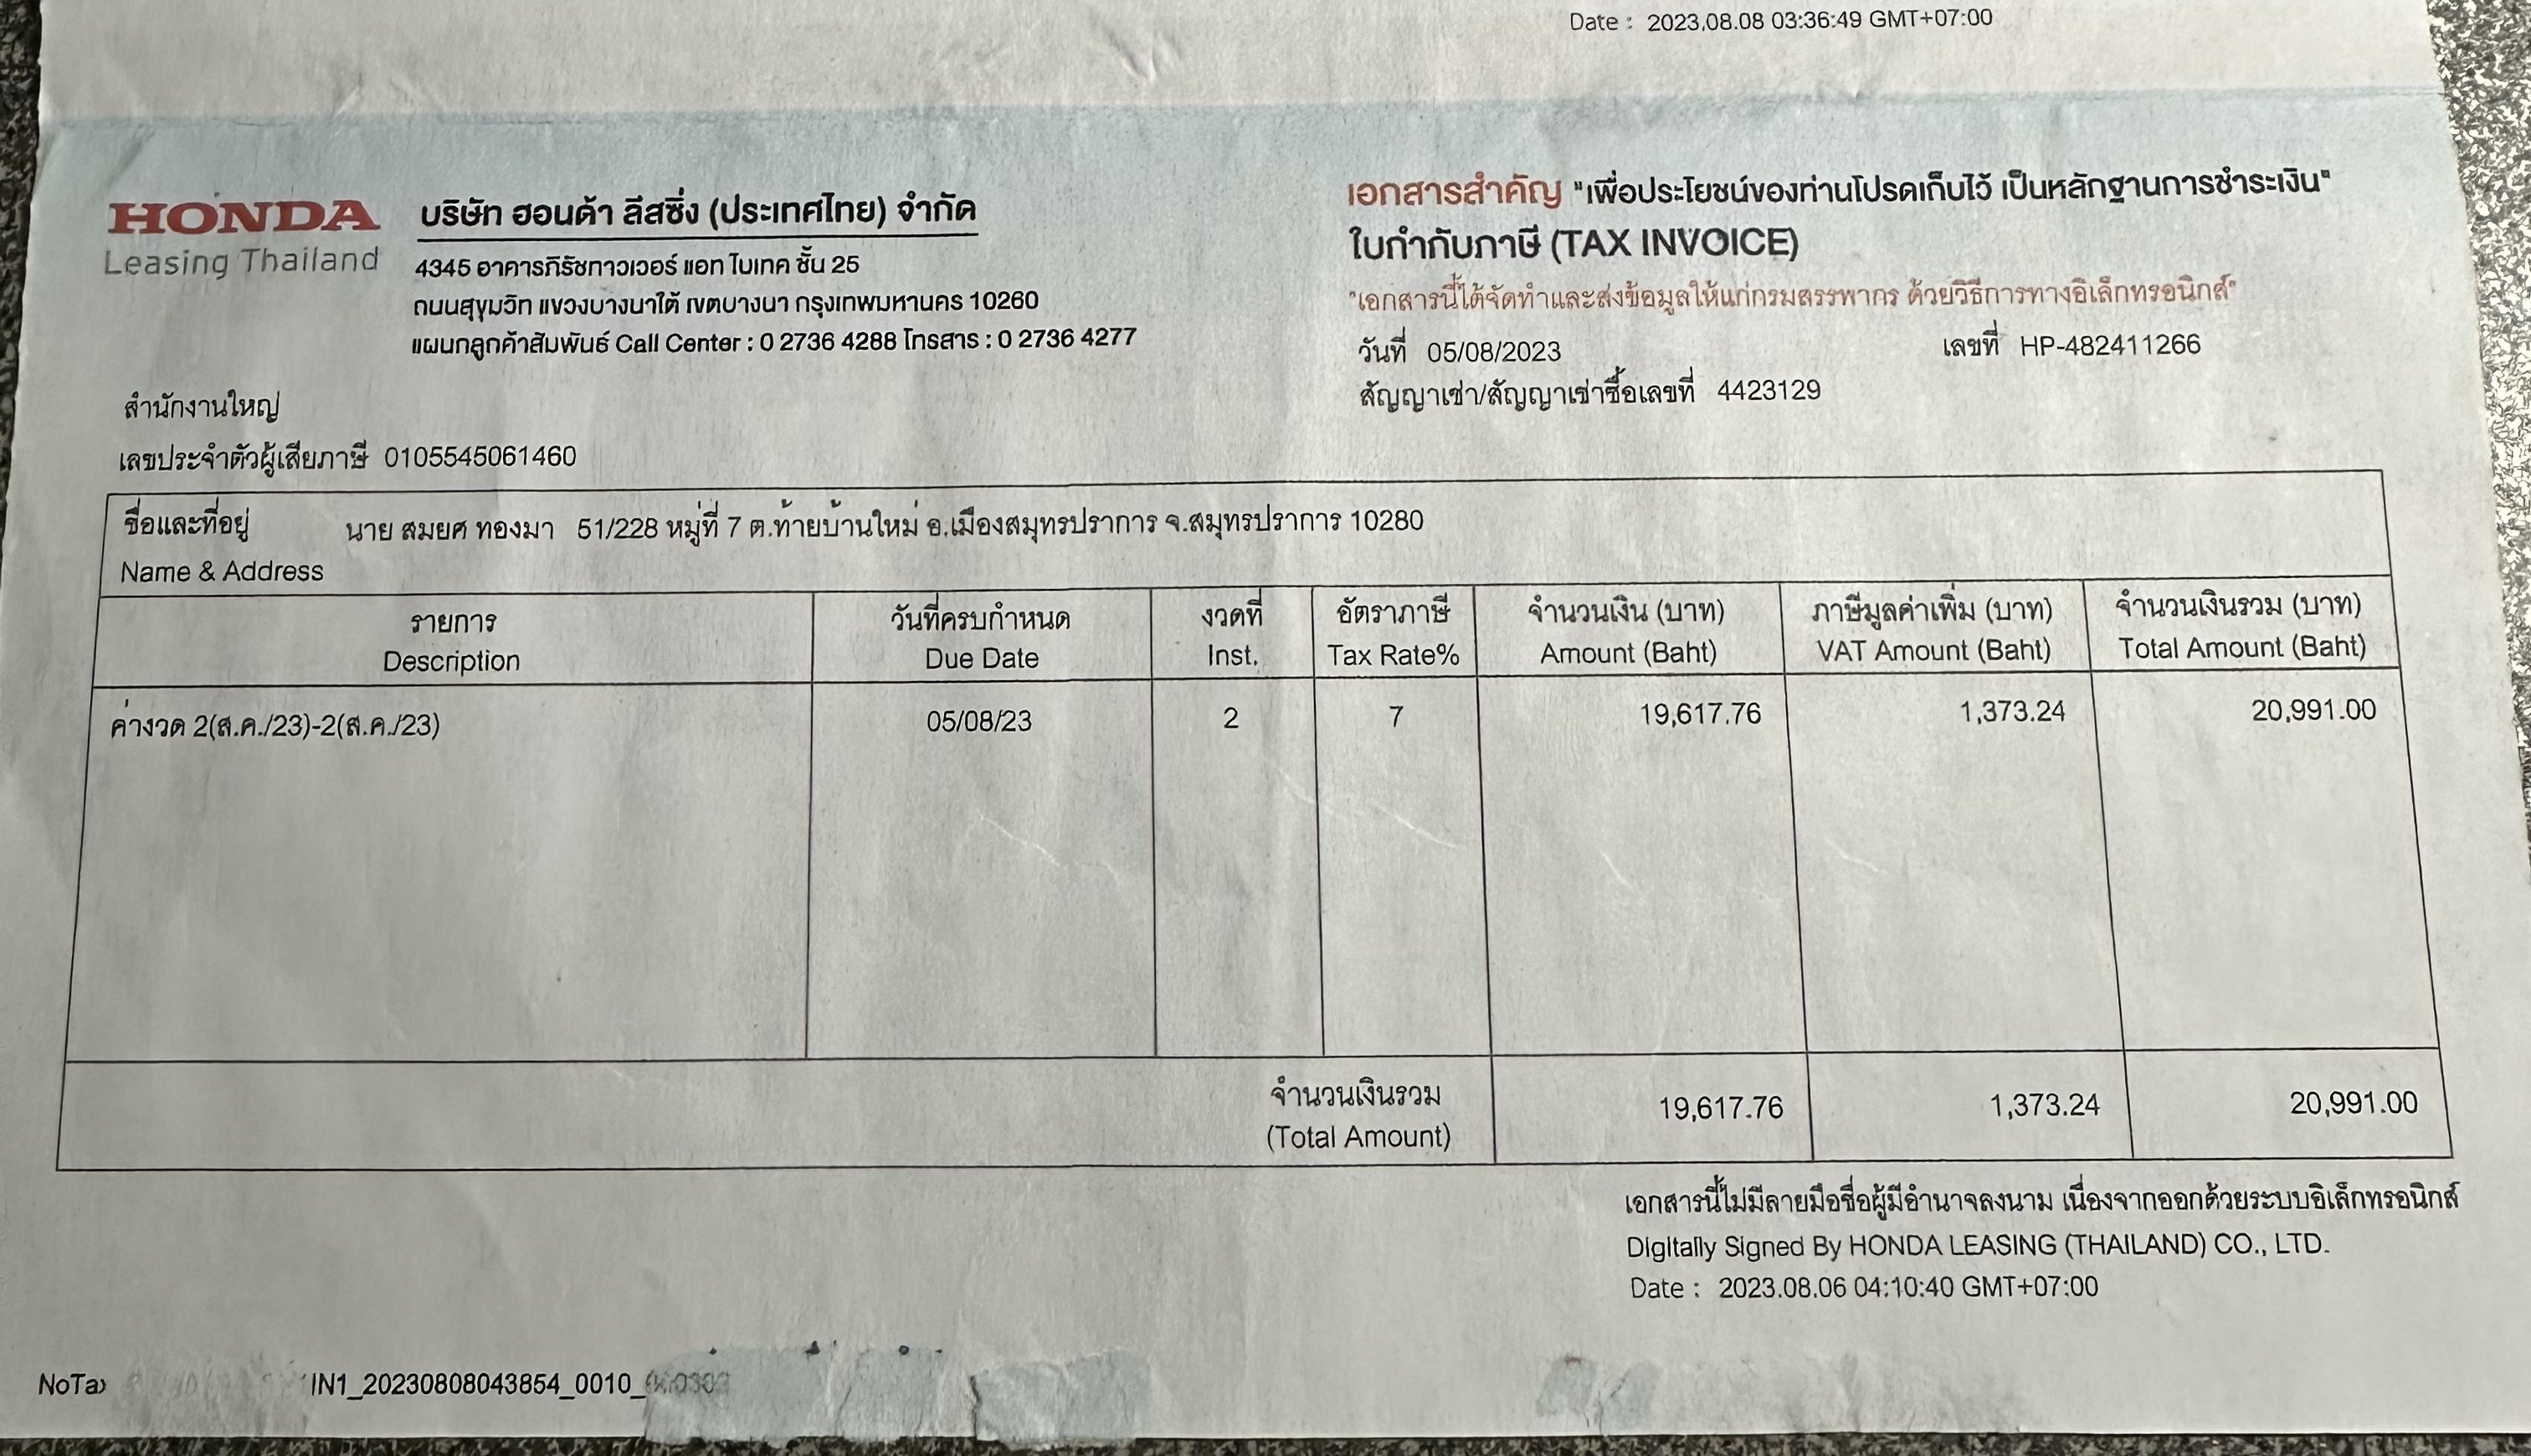 Date : 2023.08.08 03:36:49 GMT+07:00
HONDA
Leasing Thailand
บริษัท ฮอนด้า ลีสซิ่ง (ประเทศไทย) จำกัด
4345 อาคารภิรัชทาวเวอร์ แอท ไบเทค ชั้น 25
ถนนสุขุมวิท แขวงบางนาใต้ เขตบางนา กรุงเทพมหานคร 10260
แผนกลูกค้าสัมพันธ์ Call Center : 0 2736 4288 โทรสาร : 0 2736 4277
เอกสารสำคัญ "เพื่อประโยชน์ของท่านโปรดเก็บไว้ เป็นหลักฐานการชำระเงิน"
ใบกำกับภาษี (TAX INVOICE)
"เอกสารนี้ได้จัดทำและส่งข้อมูลให้แก่กรมสรรพากร ด้วยวิธีการทางอิเล็กทรอนิกส์"
วันที่ 05/08/2023 เลขที่ HP-482411266
สัญญาเช่า/สัญญาเช่าซื้อเลขที่ 4423129
สำนักงานใหญ่
เลขประจำตัวผู้เสียภาษี 0105545061460
ชื่อและที่อยู่ นาย สมยศ ทองมา 51/228 หมู่ที่ 7 ต.ท้ายบ้านใหม่ อ.เมืองสมุทรปราการ จ.สมุทรปราการ 10280
Name & Address
รายการ วันที่ครบกำหนด งวดที่ อัตราภาษี จำนวนเงิน (บาท) ภาษีมูลค่าเพิ่ม (บาท) จำนวนเงินรวม (บาท)
Description Due Date Inst. Tax Rate% Amount (Baht) VAT Amount (Baht) Total Amount (Baht)
ค่างวด 2(ส.ค./23)-2(ส.ค./23) 05/08/23 2 7 19,617.76 1,373.24 20,991.00
จำนวนเงินรวม 19,617.76 1,373.24 20,991.00
(Total Amount)
เอกสารนี้ไม่มีลายมือชื่อผู้มีอำนาจลงนาม เนื่องจากออกด้วยระบบอิเล็กทรอนิกส์
Digitally Signed By HONDA LEASING (THAILAND) CO., LTD.
Date : 2023.08.06 04:10:40 GMT+07:00
NoTax IN1_20230808043854_0010_